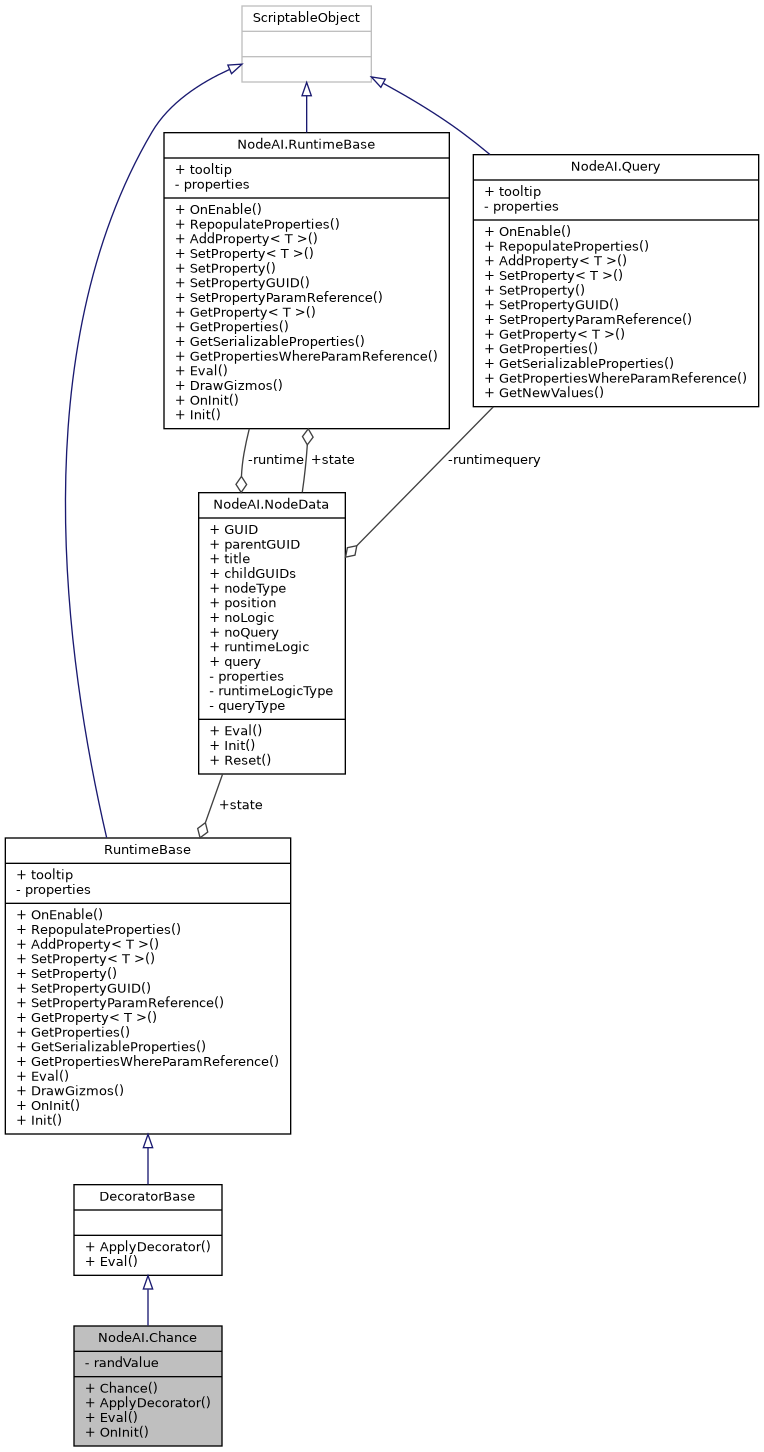 ScriptableObject
NodeAI.RuntimeBase
+ tooltip
- properties
+ OnEnable()
+ RepopulateProperties()
+ AddProperty< T >()
+ SetProperty< T >()
+ SetProperty()
+ SetPropertyGUID()
+ SetPropertyParamReference()
+ GetProperty< T >()
+ GetProperties()
+ GetSerializableProperties()
+ GetPropertiesWhereParamReference()
+ Eval()
+ DrawGizmos()
+ OnInit()
+ Init()
NodeAI.Query
+ tooltip
- properties
+ OnEnable()
+ RepopulateProperties()
+ AddProperty< T >()
+ SetProperty< T >()
+ SetProperty()
+ SetPropertyGUID()
+ SetPropertyParamReference()
+ GetProperty< T >()
+ GetProperties()
+ GetSerializableProperties()
+ GetPropertiesWhereParamReference()
+ GetNewValues()
-runtime
+state
-runtimequery
NodeAI.NodeData
+ GUID
+ parentGUID
+ title
+ childGUIDs
+ nodeType
+ position
+ noLogic
+ noQuery
+ runtimeLogic
+ query
- properties
- runtimeLogicType
- queryType
+ Eval()
+ Init()
+ Reset()
+state
RuntimeBase
+ tooltip
- properties
+ OnEnable()
+ RepopulateProperties()
+ AddProperty< T >()
+ SetProperty< T >()
+ SetProperty()
+ SetPropertyGUID()
+ SetPropertyParamReference()
+ GetProperty< T >()
+ GetProperties()
+ GetSerializableProperties()
+ GetPropertiesWhereParamReference()
+ Eval()
+ DrawGizmos()
+ OnInit()
+ Init()
DecoratorBase
+ ApplyDecorator()
+ Eval()
NodeAI.Chance
- randValue
+ Chance()
+ ApplyDecorator()
+ Eval()
+ OnInit()